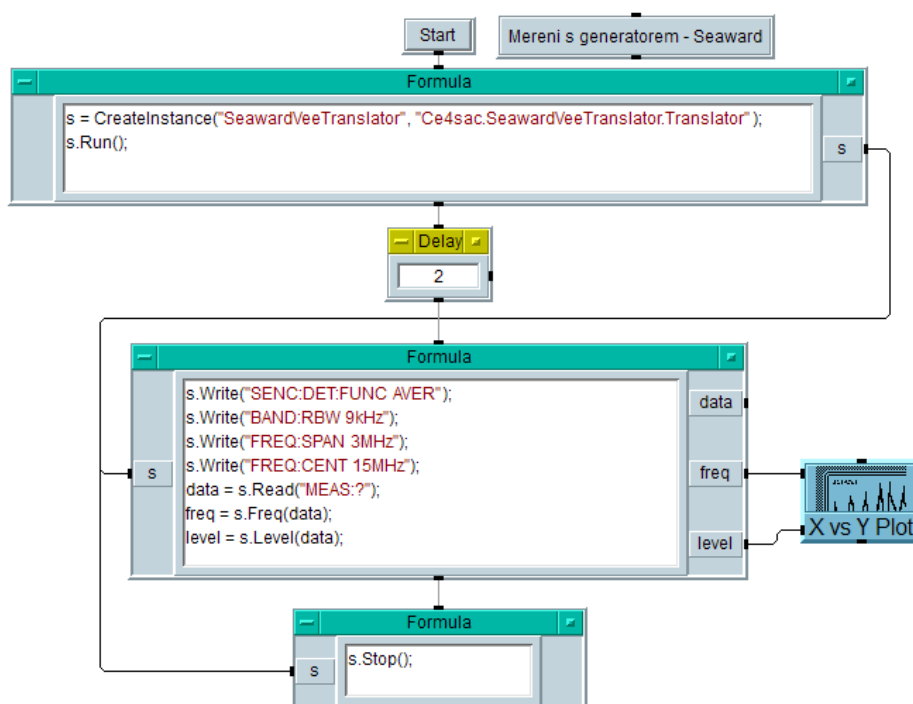 Start
Mereni s generatorem - Seaward
Formula
s = CreateInstance("SeawardVeeTranslator", "Ce4sac.SeawardVeeTranslator.Translator" );
s.Run();
s
Delay
2
Formula
s
s.Write("SENC:DET:FUNC AVER");
s.Write("BAND:RBW 9kHz");
s.Write("FREQ:SPAN 3MHz");
s.Write("FREQ:CENT 15MHz");
data = s.Read("MEAS:?");
freq = s.Freq(data);
level = s.Level(data);
data
freq
level
X vs Y Plot
Formula
s
s.Stop();